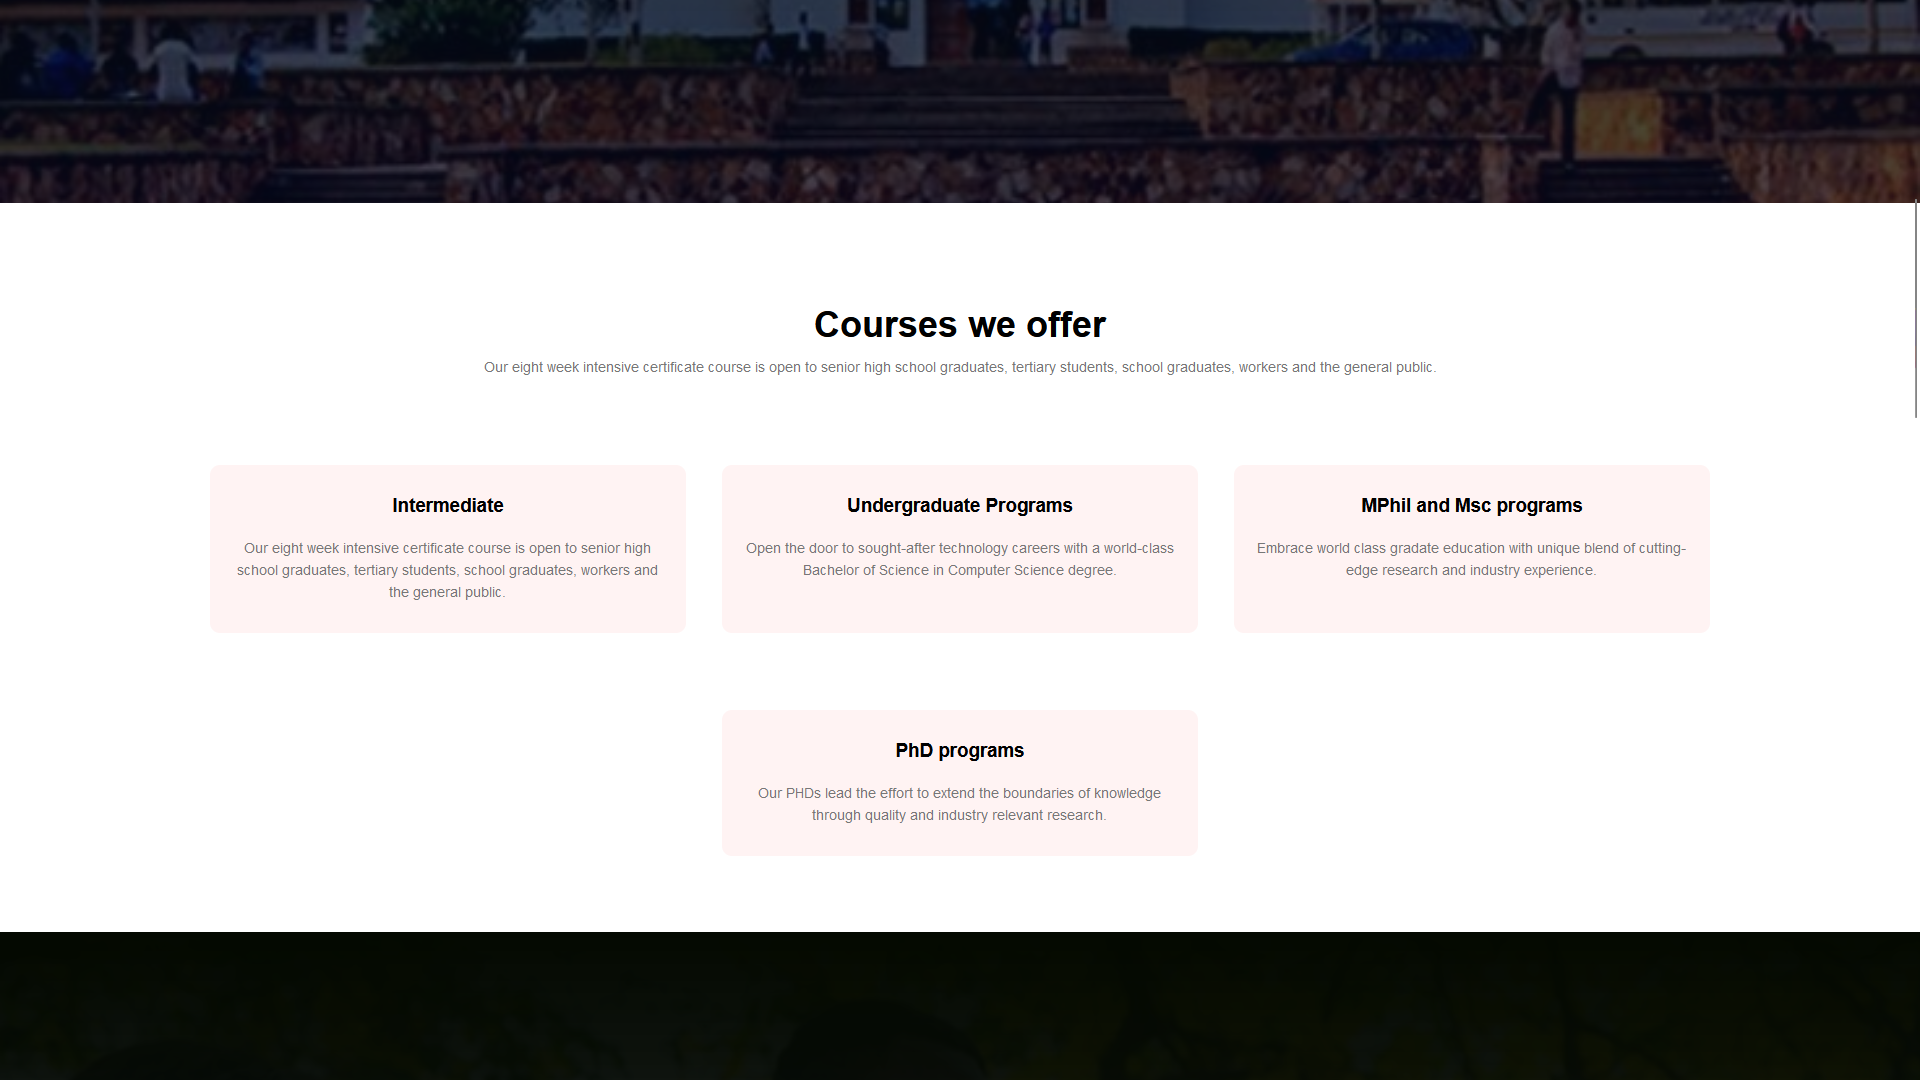 Courses we offer
Our eight week intensive certificate course is open to senior high school graduates, tertiary students, school graduates, workers and the general public.
Intermediate
Our eight week intensive certificate course is open to senior high
school graduates, tertiary students, school graduates, workers and
the general public.
Undergraduate Programs
Open the door to sought-after technology careers with a world-class
Bachelor of Science in Computer Science degree.
MPhil and Msc programs
Embrace world class gradate education with unique blend of cutting-
edge research and industry experience.
PhD programs
Our PHDs lead the effort to extend the boundaries of knowledge
through quality and industry relevant research.